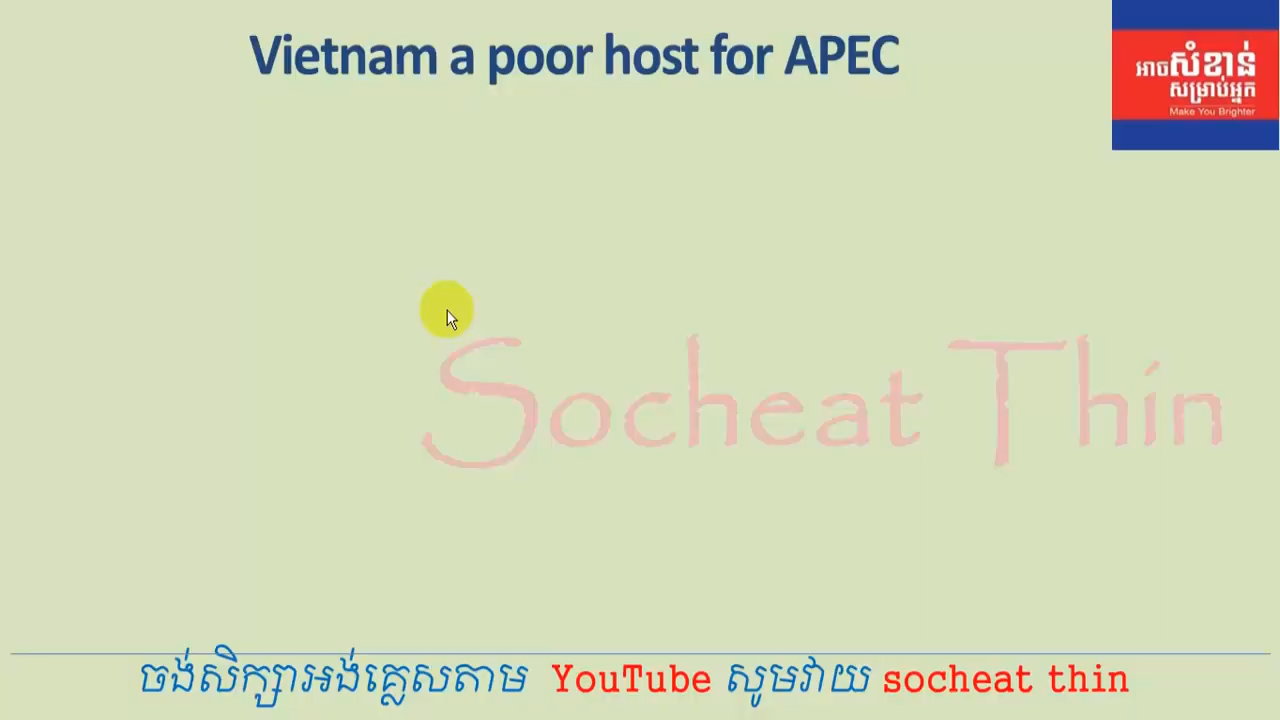 Vietnam a poor host for APEC
អាចសំខាន់
សម្រាប់អ្នក
Make You Brighter
Socheat Thin
ចង់សិក្សាអង់គ្លេសតាម YouTube សូមវាយ socheat thin